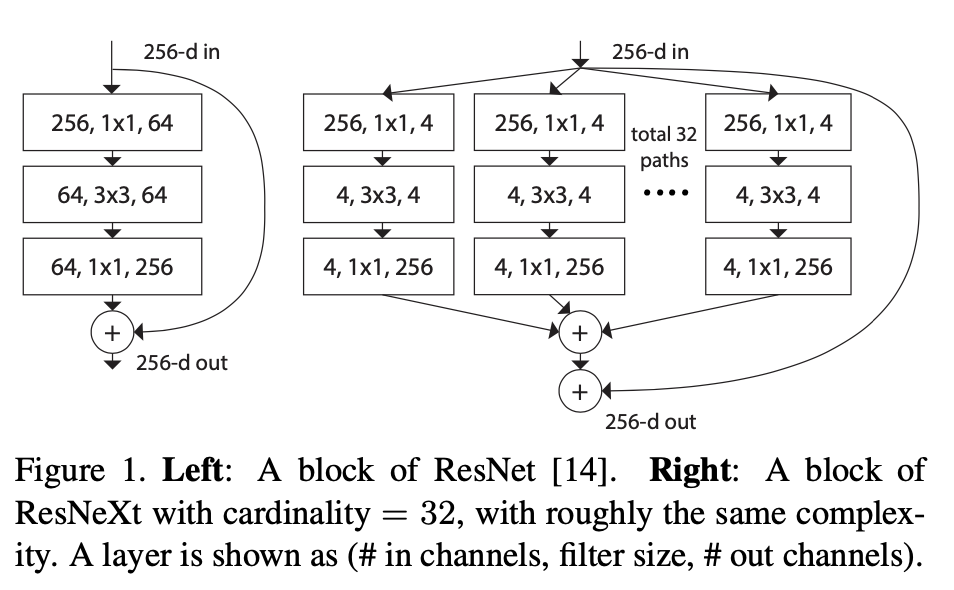 256-d in
256, 1x1, 64
64, 3x3, 64
64, 1x1, 256
+
256-d out
256-d in
256, 1x1, 4
256, 1x1, 4
total 32
paths
256, 1x1, 4
4, 3x3, 4
4, 3x3, 4
....
4, 3x3, 4
4, 1x1, 256
4, 1x1, 256
4, 1x1, 256
+
+
256-d out
Figure 1. Left: A block of ResNet [14]. Right: A block of
ResNeXt with cardinality = 32, with roughly the same complex-
ity. A layer is shown as (# in channels, filter size, # out channels).